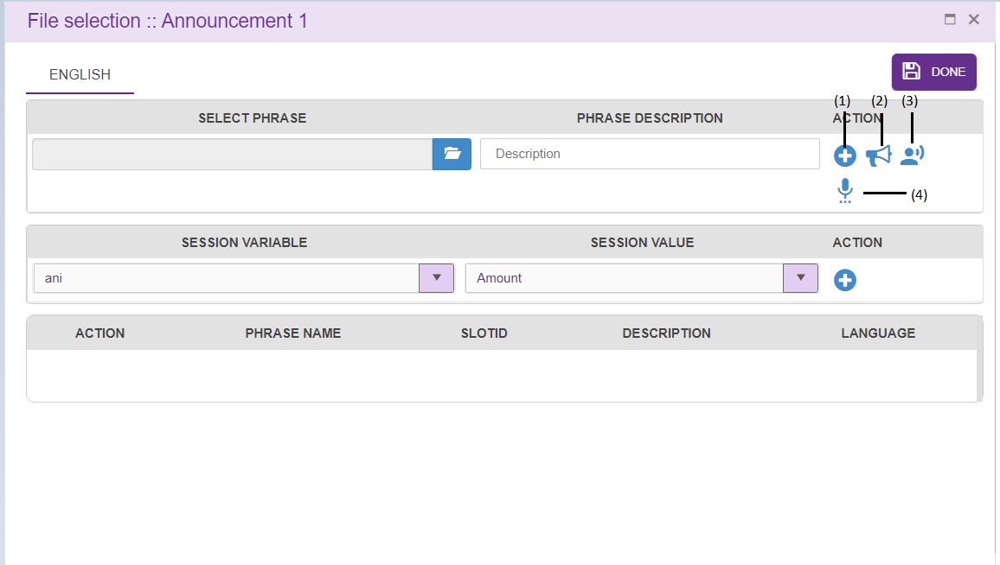 File selection :: Announcement 1
ENGLISH
DONE
(1) (2) (3)
SELECT PHRASE PHRASE DESCRIPTION ACTION
Description
(4)
SESSION VARIABLE SESSION VALUE ACTION
ani Amount
ACTION PHRASE NAME SLOTID DESCRIPTION LANGUAGE